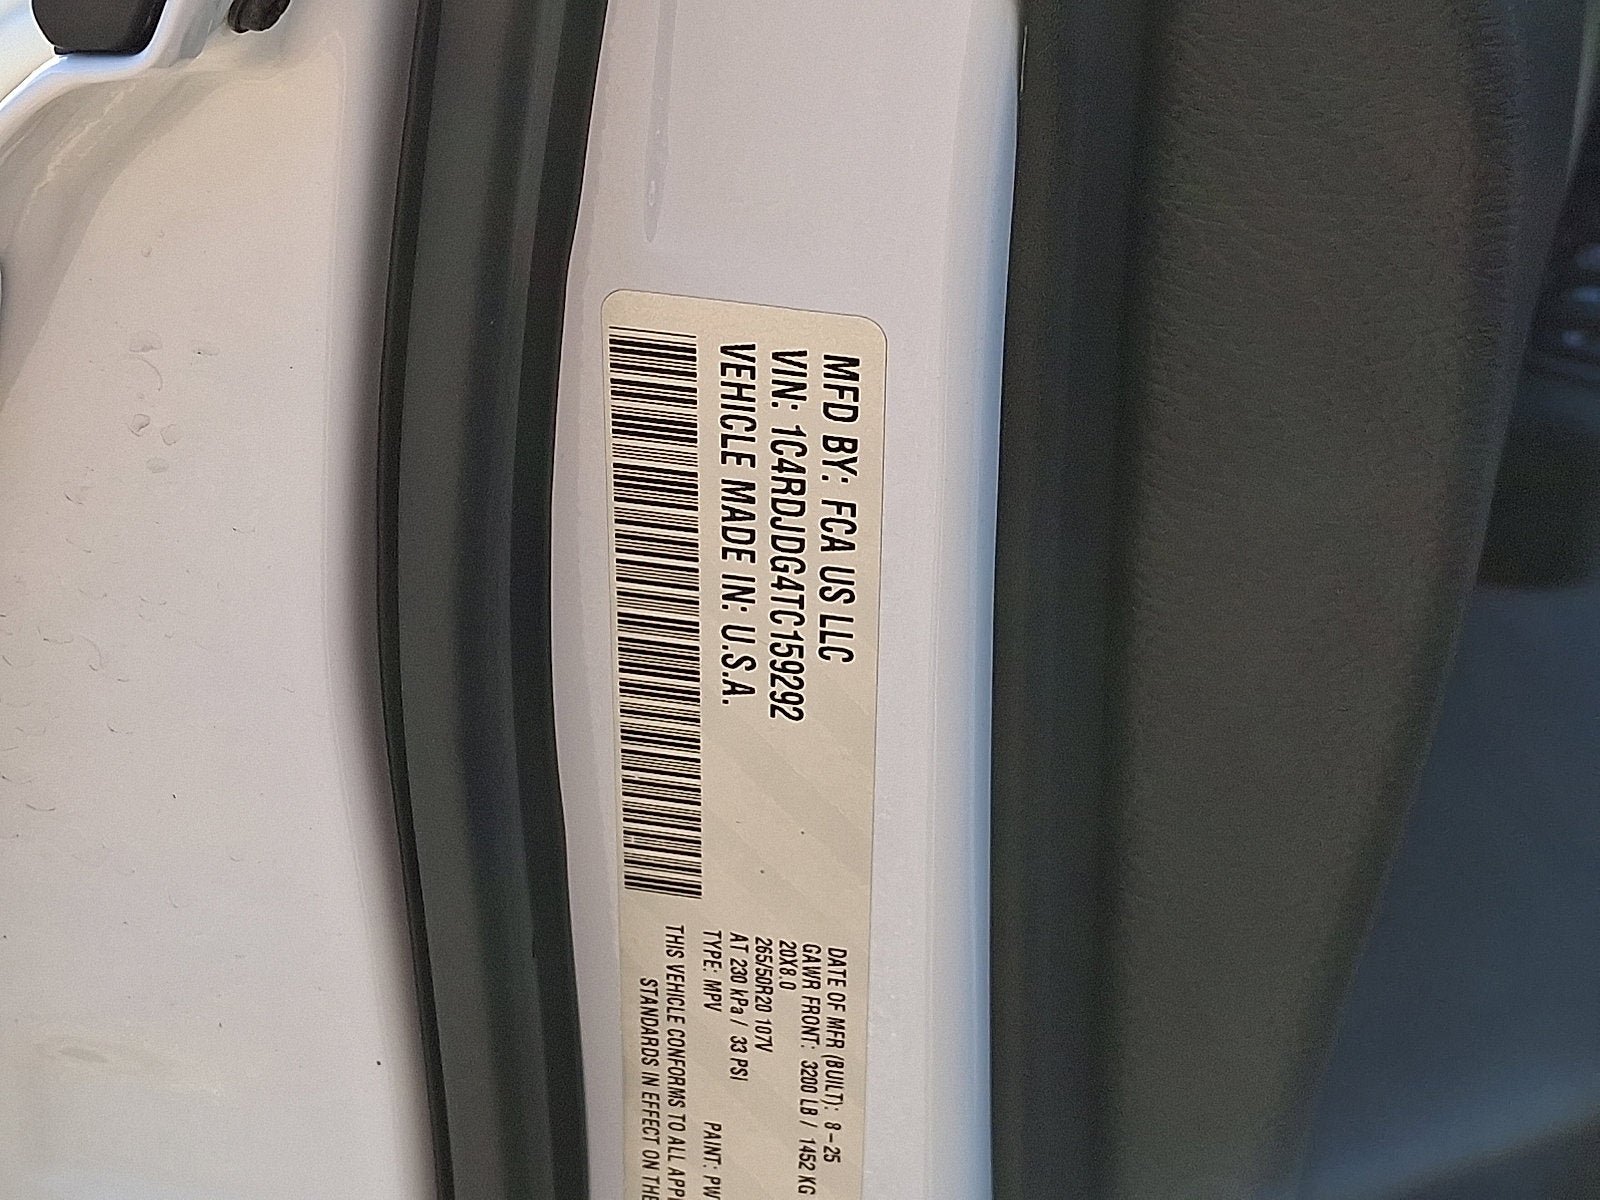 MFD BY: FCA US LLC
VIN: 1C4RDJDG4TC159292
VEHICLE MADE IN: U.S.A.
DATE OF MFR (BUILT): 8-25
GAWR FRONT: 3200 LB / 1452 KG
20X8.0
265/50R20 107V
AT 230 kPa / 33 PSI
TYPE: MPV PAINT: PW
THIS VEHICLE CONFORMS TO ALL APPL
STANDARDS IN EFFECT ON THE